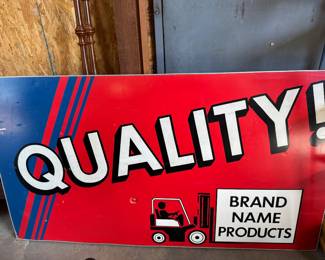 QUALITY!
BRAND
NAME
PRODUCTS